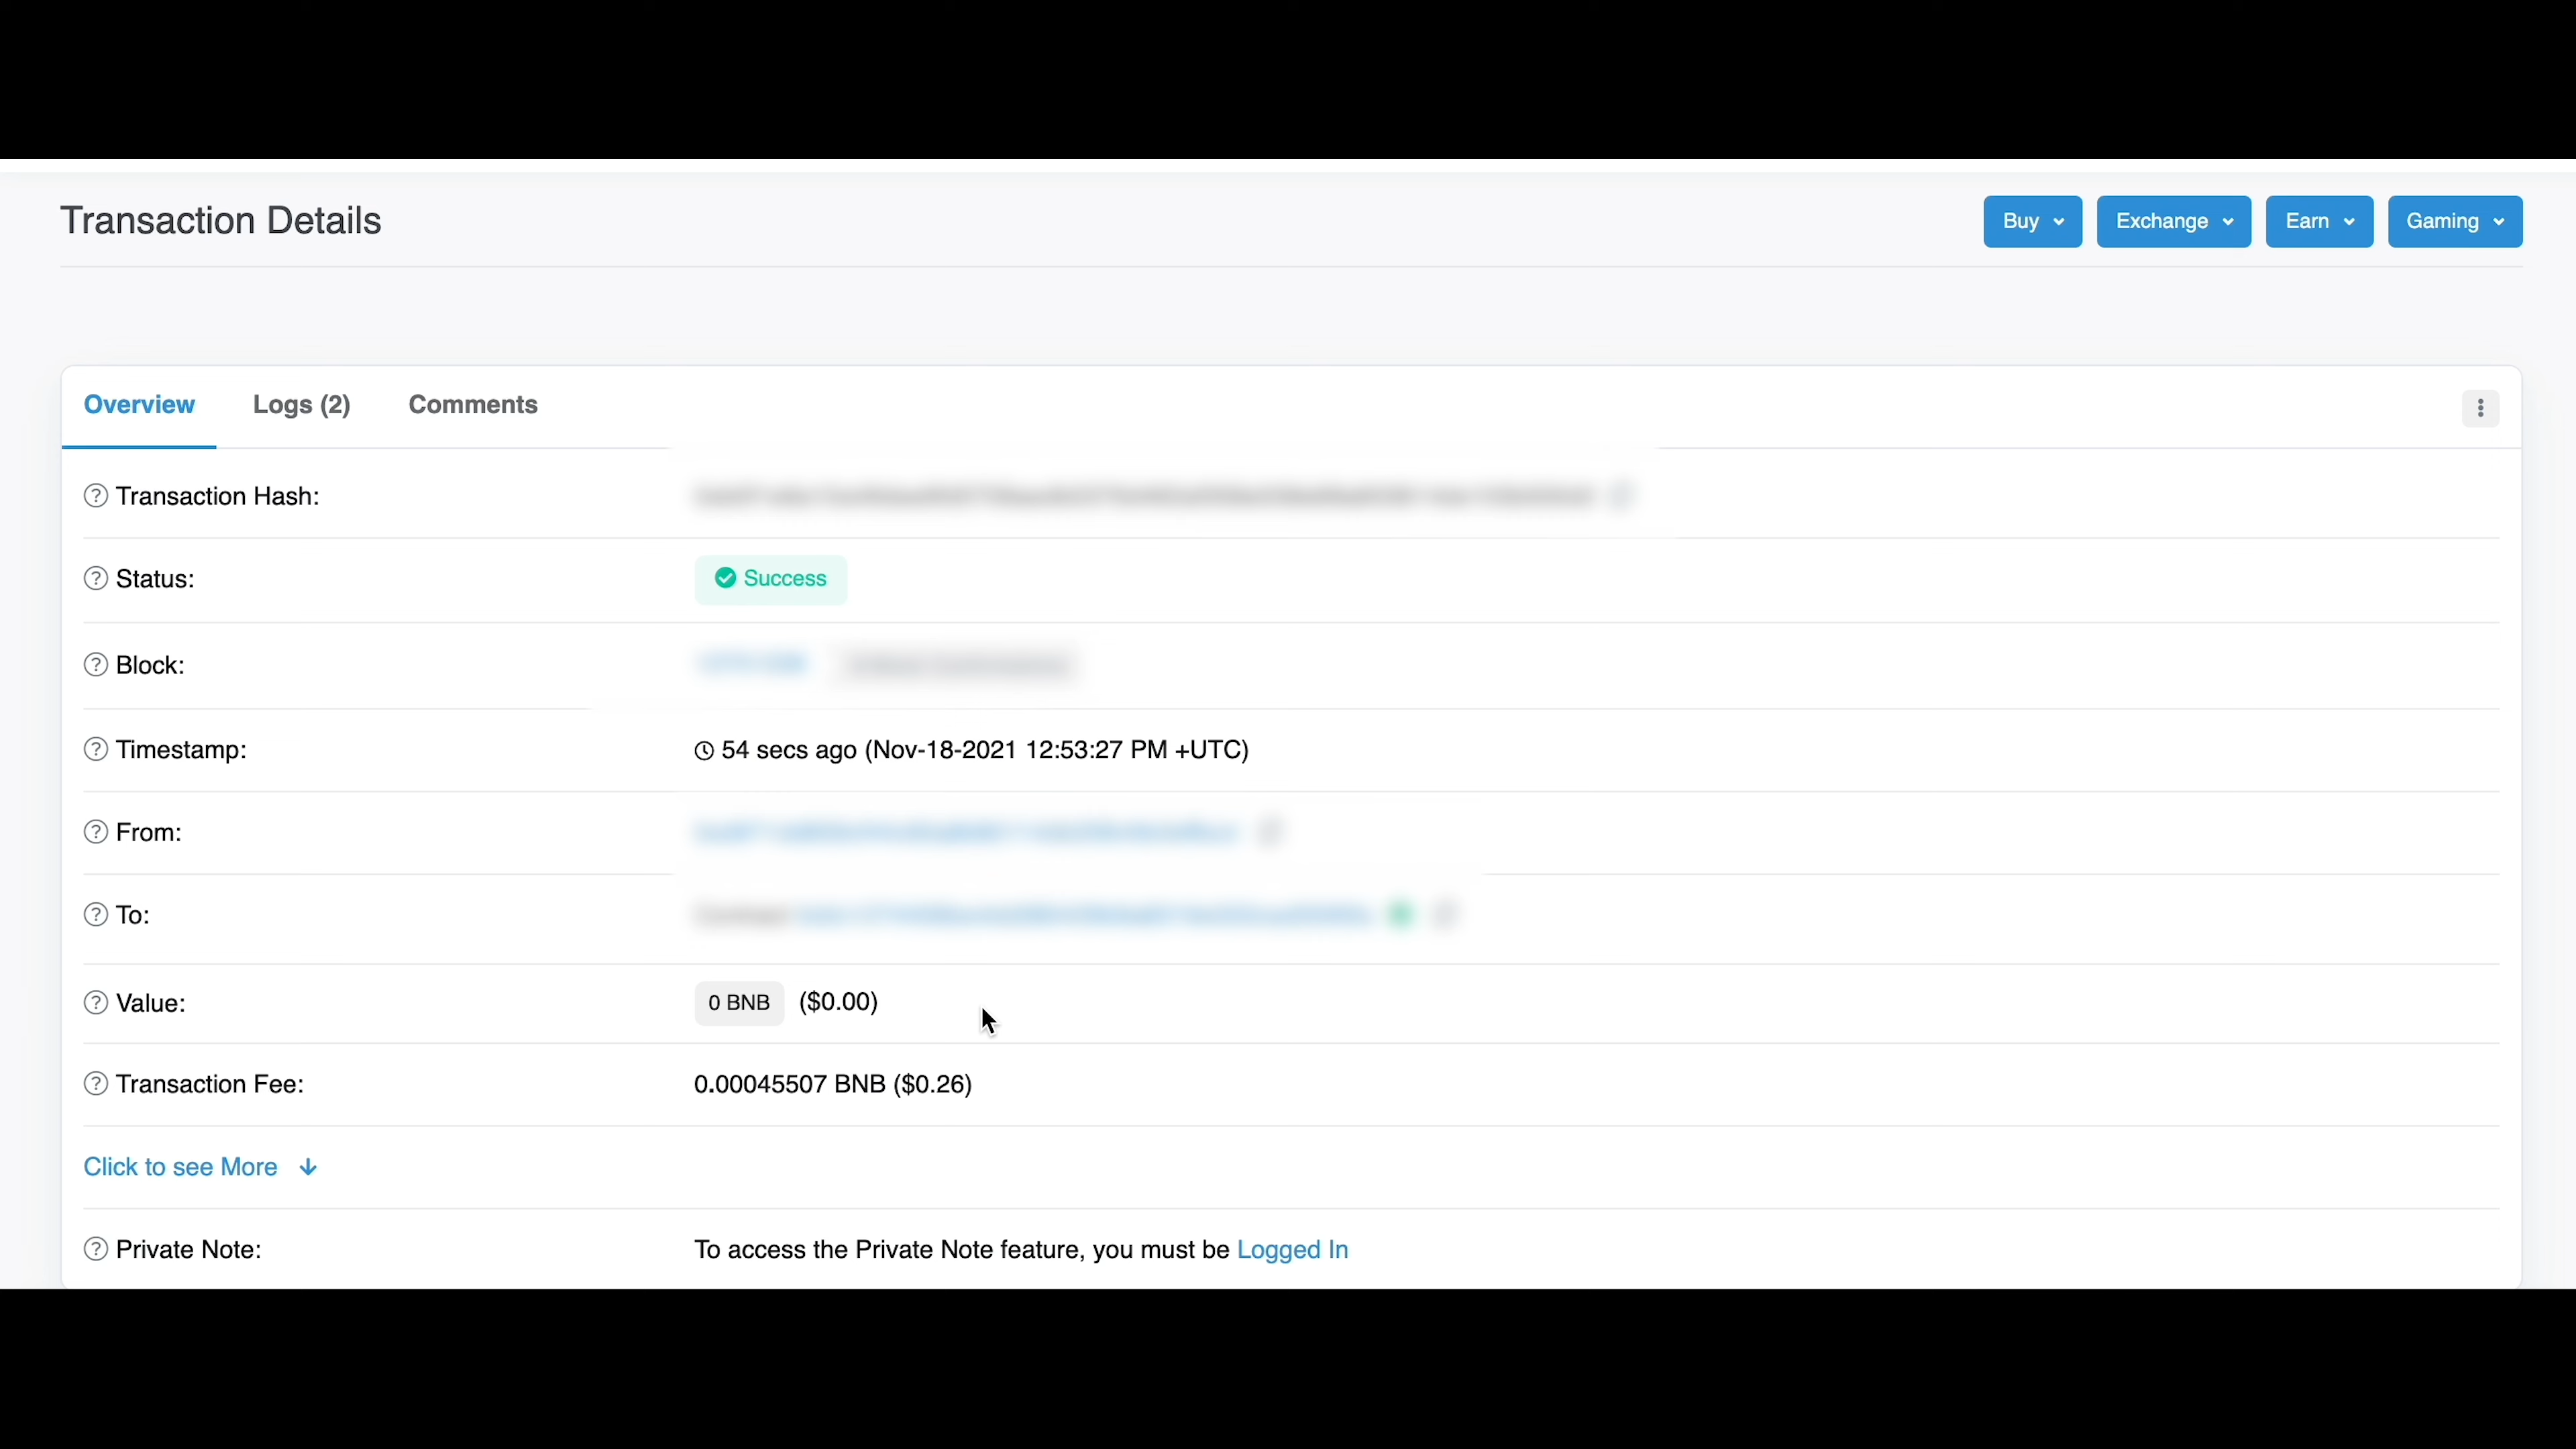 Transaction Details
Buy
Exchange
Earn
Gaming
Overview
Logs (2)
Comments
Transaction Hash:
Status:
Success
Block:
Timestamp:
54 secs ago (Nov-18-2021 12:53:27 PM +UTC)
From:
To:
Value:
0 BNB ($0.00)
Transaction Fee:
0.00045507 BNB ($0.26)
Click to see More
Private Note:
To access the Private Note feature, you must be Logged In